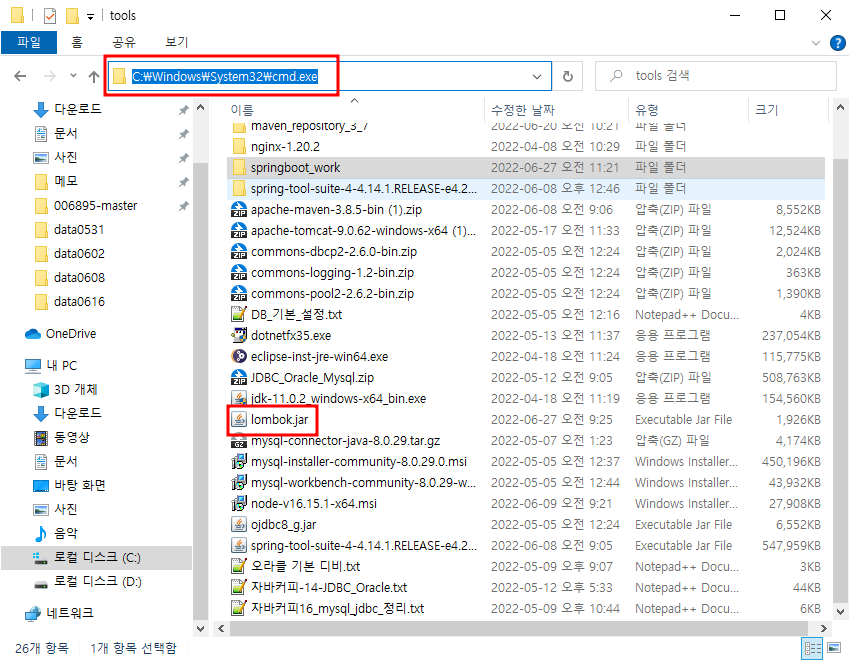 tools
파일 홈 공유 보기
C:₩Windows₩System32₩cmd.exe tools 검색
이름 수정한 날짜 유형 크기
다운로드
문서
사진
메모
006895-master
data0531
data0602
data0608
data0616
OneDrive
내 PC
3D 개체
다운로드
동영상
문서
바탕 화면
사진
음악
로컬 디스크 (C:)
로컬 디스크 (D:)
네트워크
maven_repository_3_7 2022-06-20 오전 10:21 파일 폴더
nginx-1.20.2 2022-04-08 오전 10:29 파일 폴더
springboot_work 2022-06-27 오전 11:21 파일 폴더
spring-tool-suite-4-4.14.1.RELEASE-e4.2... 2022-06-08 오후 12:46 파일 폴더
apache-maven-3.8.5-bin (1).zip 2022-06-08 오전 9:06 압축(ZIP) 파일 8,552KB
apache-tomcat-9.0.62-windows-x64 (1)... 2022-05-17 오전 11:33 압축(ZIP) 파일 12,524KB
commons-dbcp2-2.6.0-bin.zip 2022-05-05 오전 12:24 압축(ZIP) 파일 2,024KB
commons-logging-1.2-bin.zip 2022-05-05 오전 12:24 압축(ZIP) 파일 363KB
commons-pool2-2.6.2-bin.zip 2022-05-05 오전 12:24 압축(ZIP) 파일 1,390KB
DB_기본_설정.txt 2022-05-05 오전 12:16 Notepad++ Docu... 4KB
dotnetfx35.exe 2022-05-13 오전 11:37 응용 프로그램 237,054KB
eclipse-inst-jre-win64.exe 2022-04-18 오전 11:24 응용 프로그램 115,775KB
JDBC_Oracle_Mysql.zip 2022-05-12 오전 9:05 압축(ZIP) 파일 508,763KB
jdk-11.0.2_windows-x64_bin.exe 2022-04-18 오전 11:19 응용 프로그램 154,560KB
lombok.jar 2022-06-27 오전 9:25 Executable Jar File 1,926KB
mysql-connector-java-8.0.29.tar.gz 2022-05-07 오전 1:23 압축(GZ) 파일 4,174KB
mysql-installer-community-8.0.29.0.msi 2022-05-05 오전 12:37 Windows Installer... 450,196KB
mysql-workbench-community-8.0.29-w... 2022-05-05 오전 12:44 Windows Installer... 43,932KB
node-v16.15.1-x64.msi 2022-06-09 오전 9:21 Windows Installer... 27,908KB
ojdbc8_g.jar 2022-05-05 오전 12:24 Executable Jar File 6,552KB
spring-tool-suite-4-4.14.1.RELEASE-e4.2... 2022-06-08 오전 9:05 Executable Jar File 547,959KB
오라클 기본 디비.txt 2022-05-09 오전 9:07 Notepad++ Docu... 3KB
자바커피-14-JDBC_Oracle.txt 2022-05-12 오후 5:33 Notepad++ Docu... 44KB
자바커피16_mysql_jdbc_정리.txt 2022-05-09 오전 10:44 Notepad++ Docu... 6KB
26개 항목 1개 항목 선택함